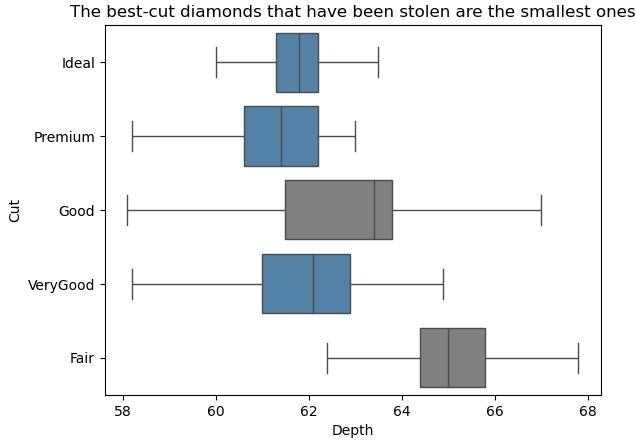 The best-cut diamonds that have been stolen are the smallest ones
Ideal
Premium
Good
VeryGood
Fair
Cut
58 60 62 64 66 68
Depth